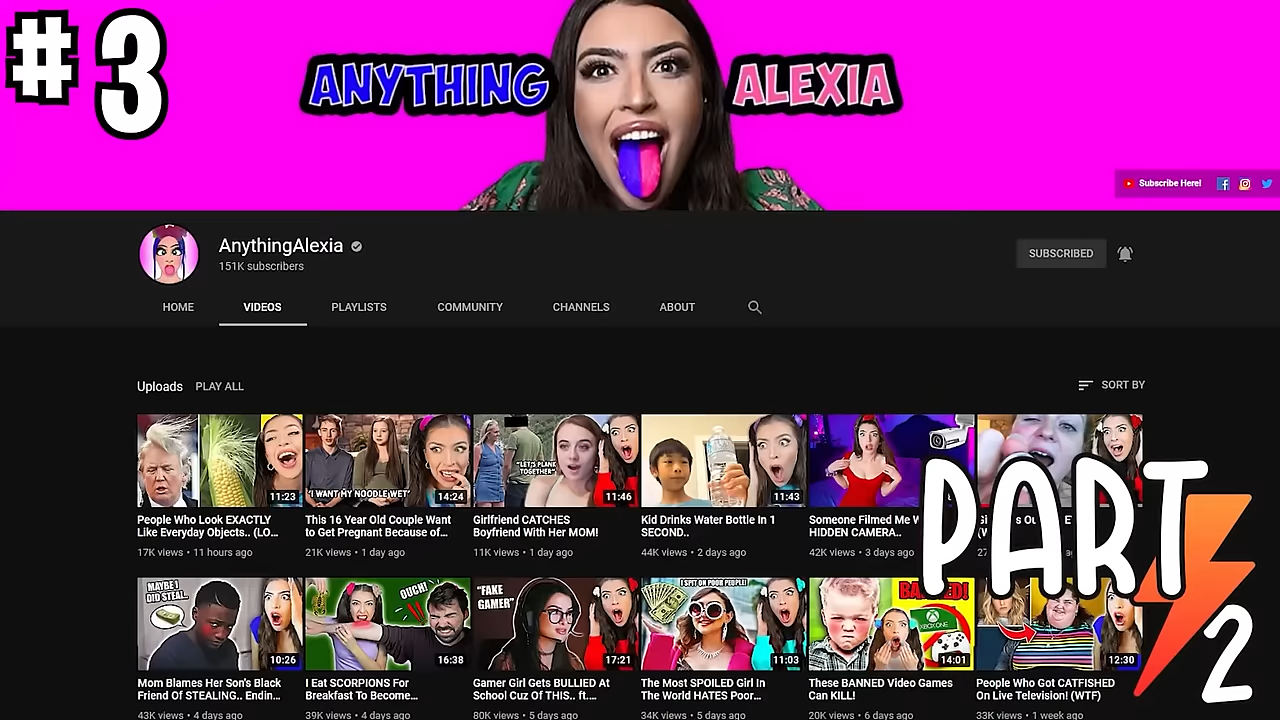 #3
ANYTHING ALEXIA
Subscribe Here!
AnythingAlexia
151K subscribers
SUBSCRIBED
HOME VIDEOS PLAYLISTS COMMUNITY CHANNELS ABOUT
Uploads PLAY ALL
SORT BY
"I WANT MY NOODLE WET"
"LET'S PLANK
TOGETHER"
11:23 14:24 11:46 11:43
People Who Look EXACTLY
Like Everyday Objects.. (LO...
17K views • 11 hours ago
This 16 Year Old Couple Want
to Get Pregnant Because of...
21K views • 1 day ago
Girlfriend CATCHES
Boyfriend With Her MOM!
11K views • 1 day ago
Kid Drinks Water Bottle In 1
SECOND..
44K views • 2 days ago
Someone Filmed Me
HIDDEN CAMERA..
42K views • 3 days ago
PART
2
MAYBE I
DID STEAL..
10:26
Mom Blames Her Son's Black
Friend Of STEALING.. Endin...
43K views • 4 days ago
OUCH!
16:38
I Eat SCORPIONS For
Breakfast To Become...
39K views • 4 days ago
"FAKE
GAMER"
17:21
Gamer Girl Gets BULLIED At
School Cuz Of THIS.. ft....
80K views • 5 days ago
I SPIT ON POOR PEOPLE!
11:03
The Most SPOILED Girl In
The World HATES Poor...
34K views • 5 days ago
XBOX ONE
14:01
These BANNED Video Games
Can KILL!
20K views • 6 days ago
12:30
People Who Got CATFISHED
On Live Television! (WTF)
33K views • 1 week ago